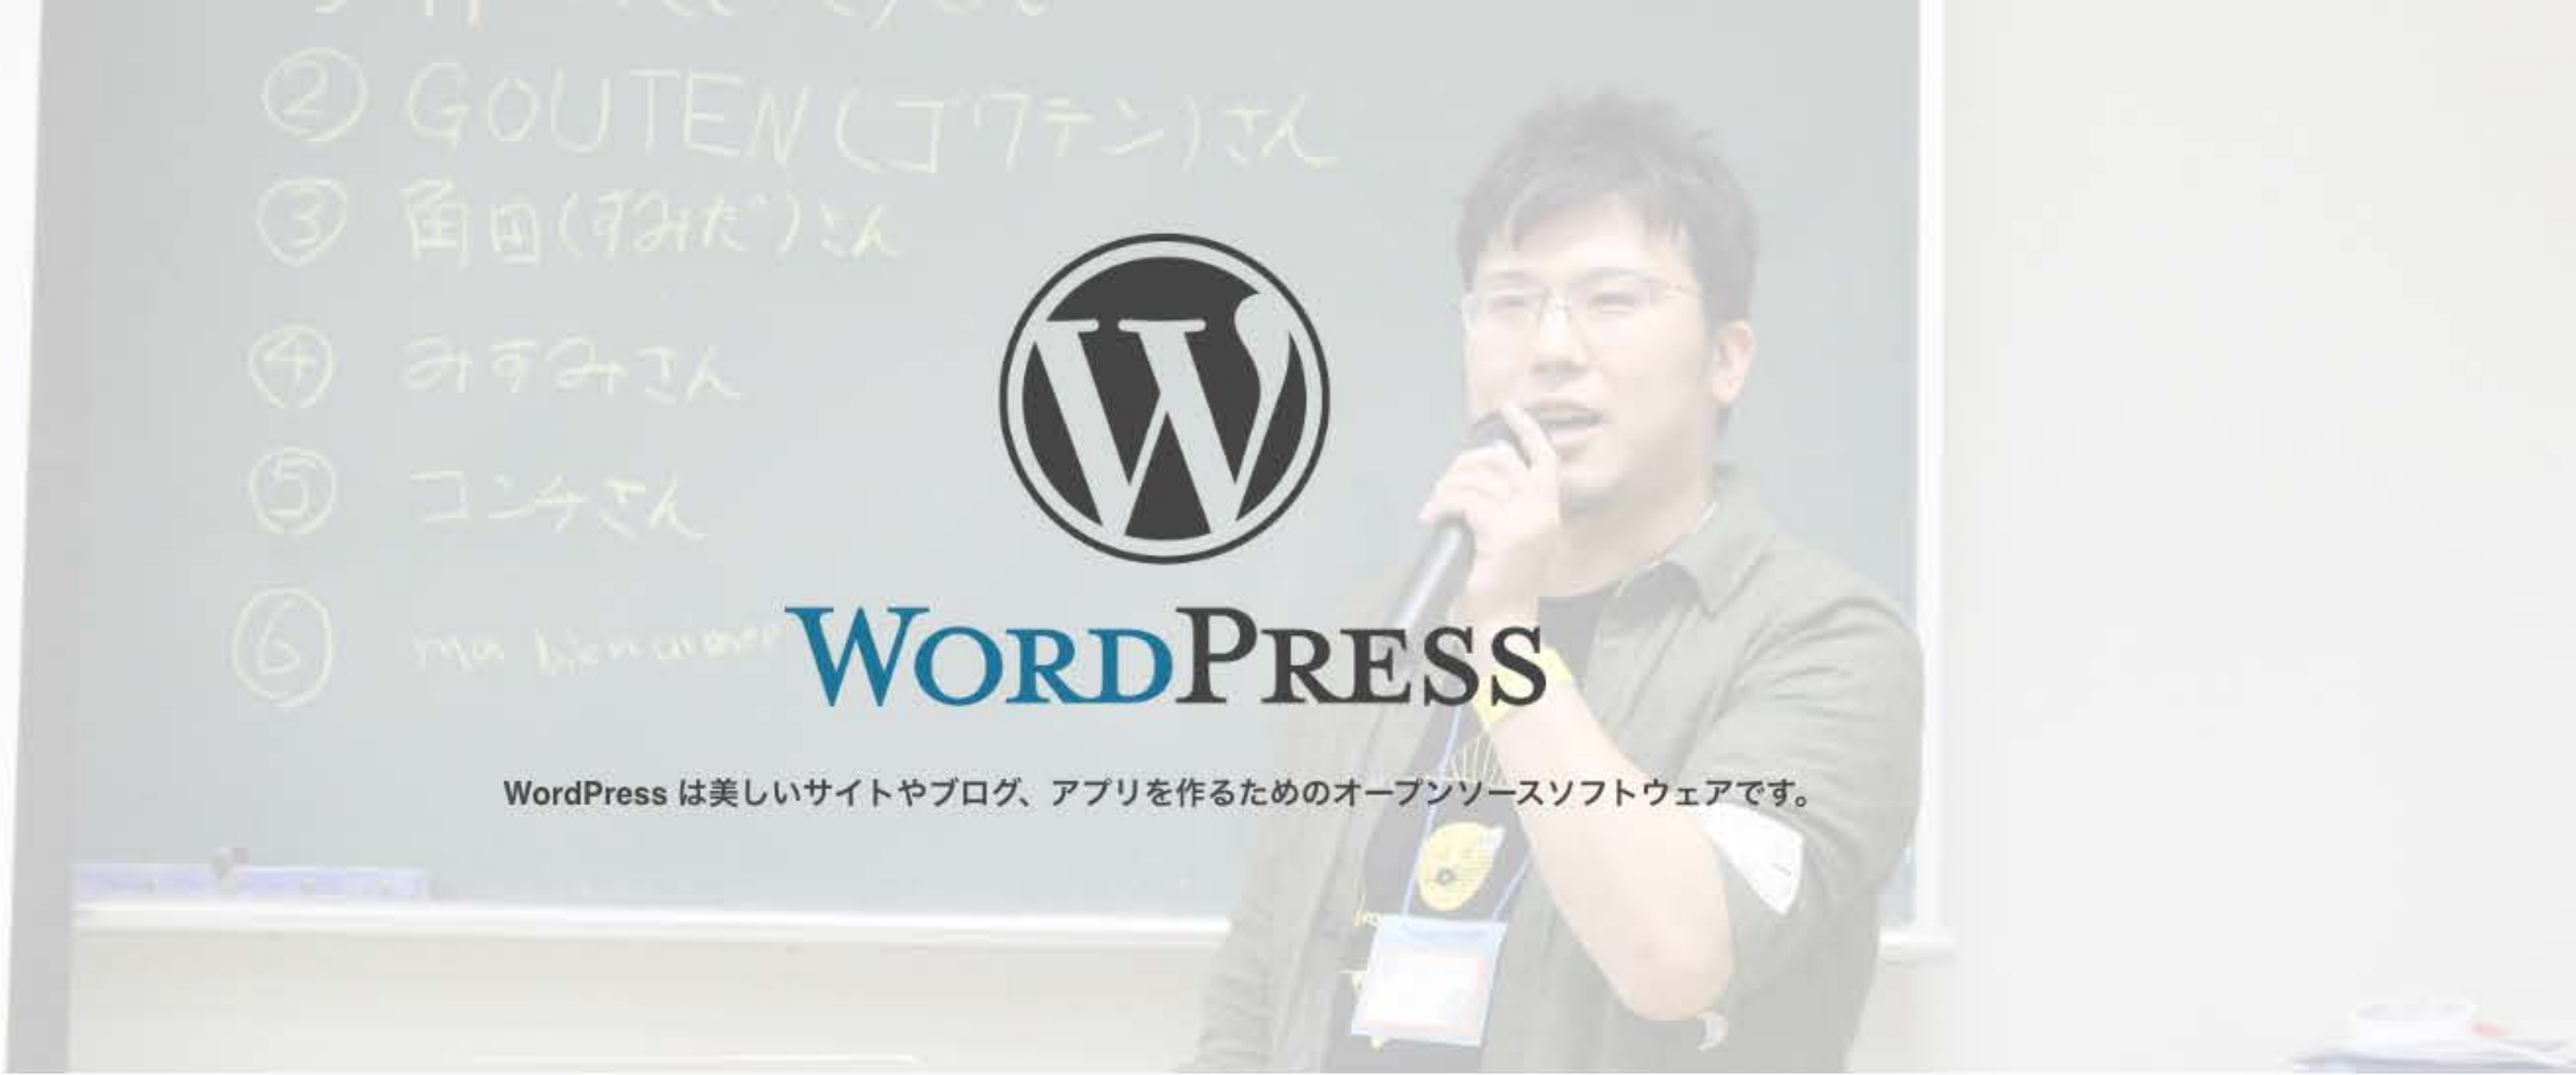 ② GOUTEN(ゴウテン)さん
③ 角田(すみだ)さん
④ みすみさん
⑤ コンチさん
⑥ ma bienaimer
WORDPRESS
WordPress は美しいサイトやブログ、アプリを作るためのオープンソースソフトウェアです。